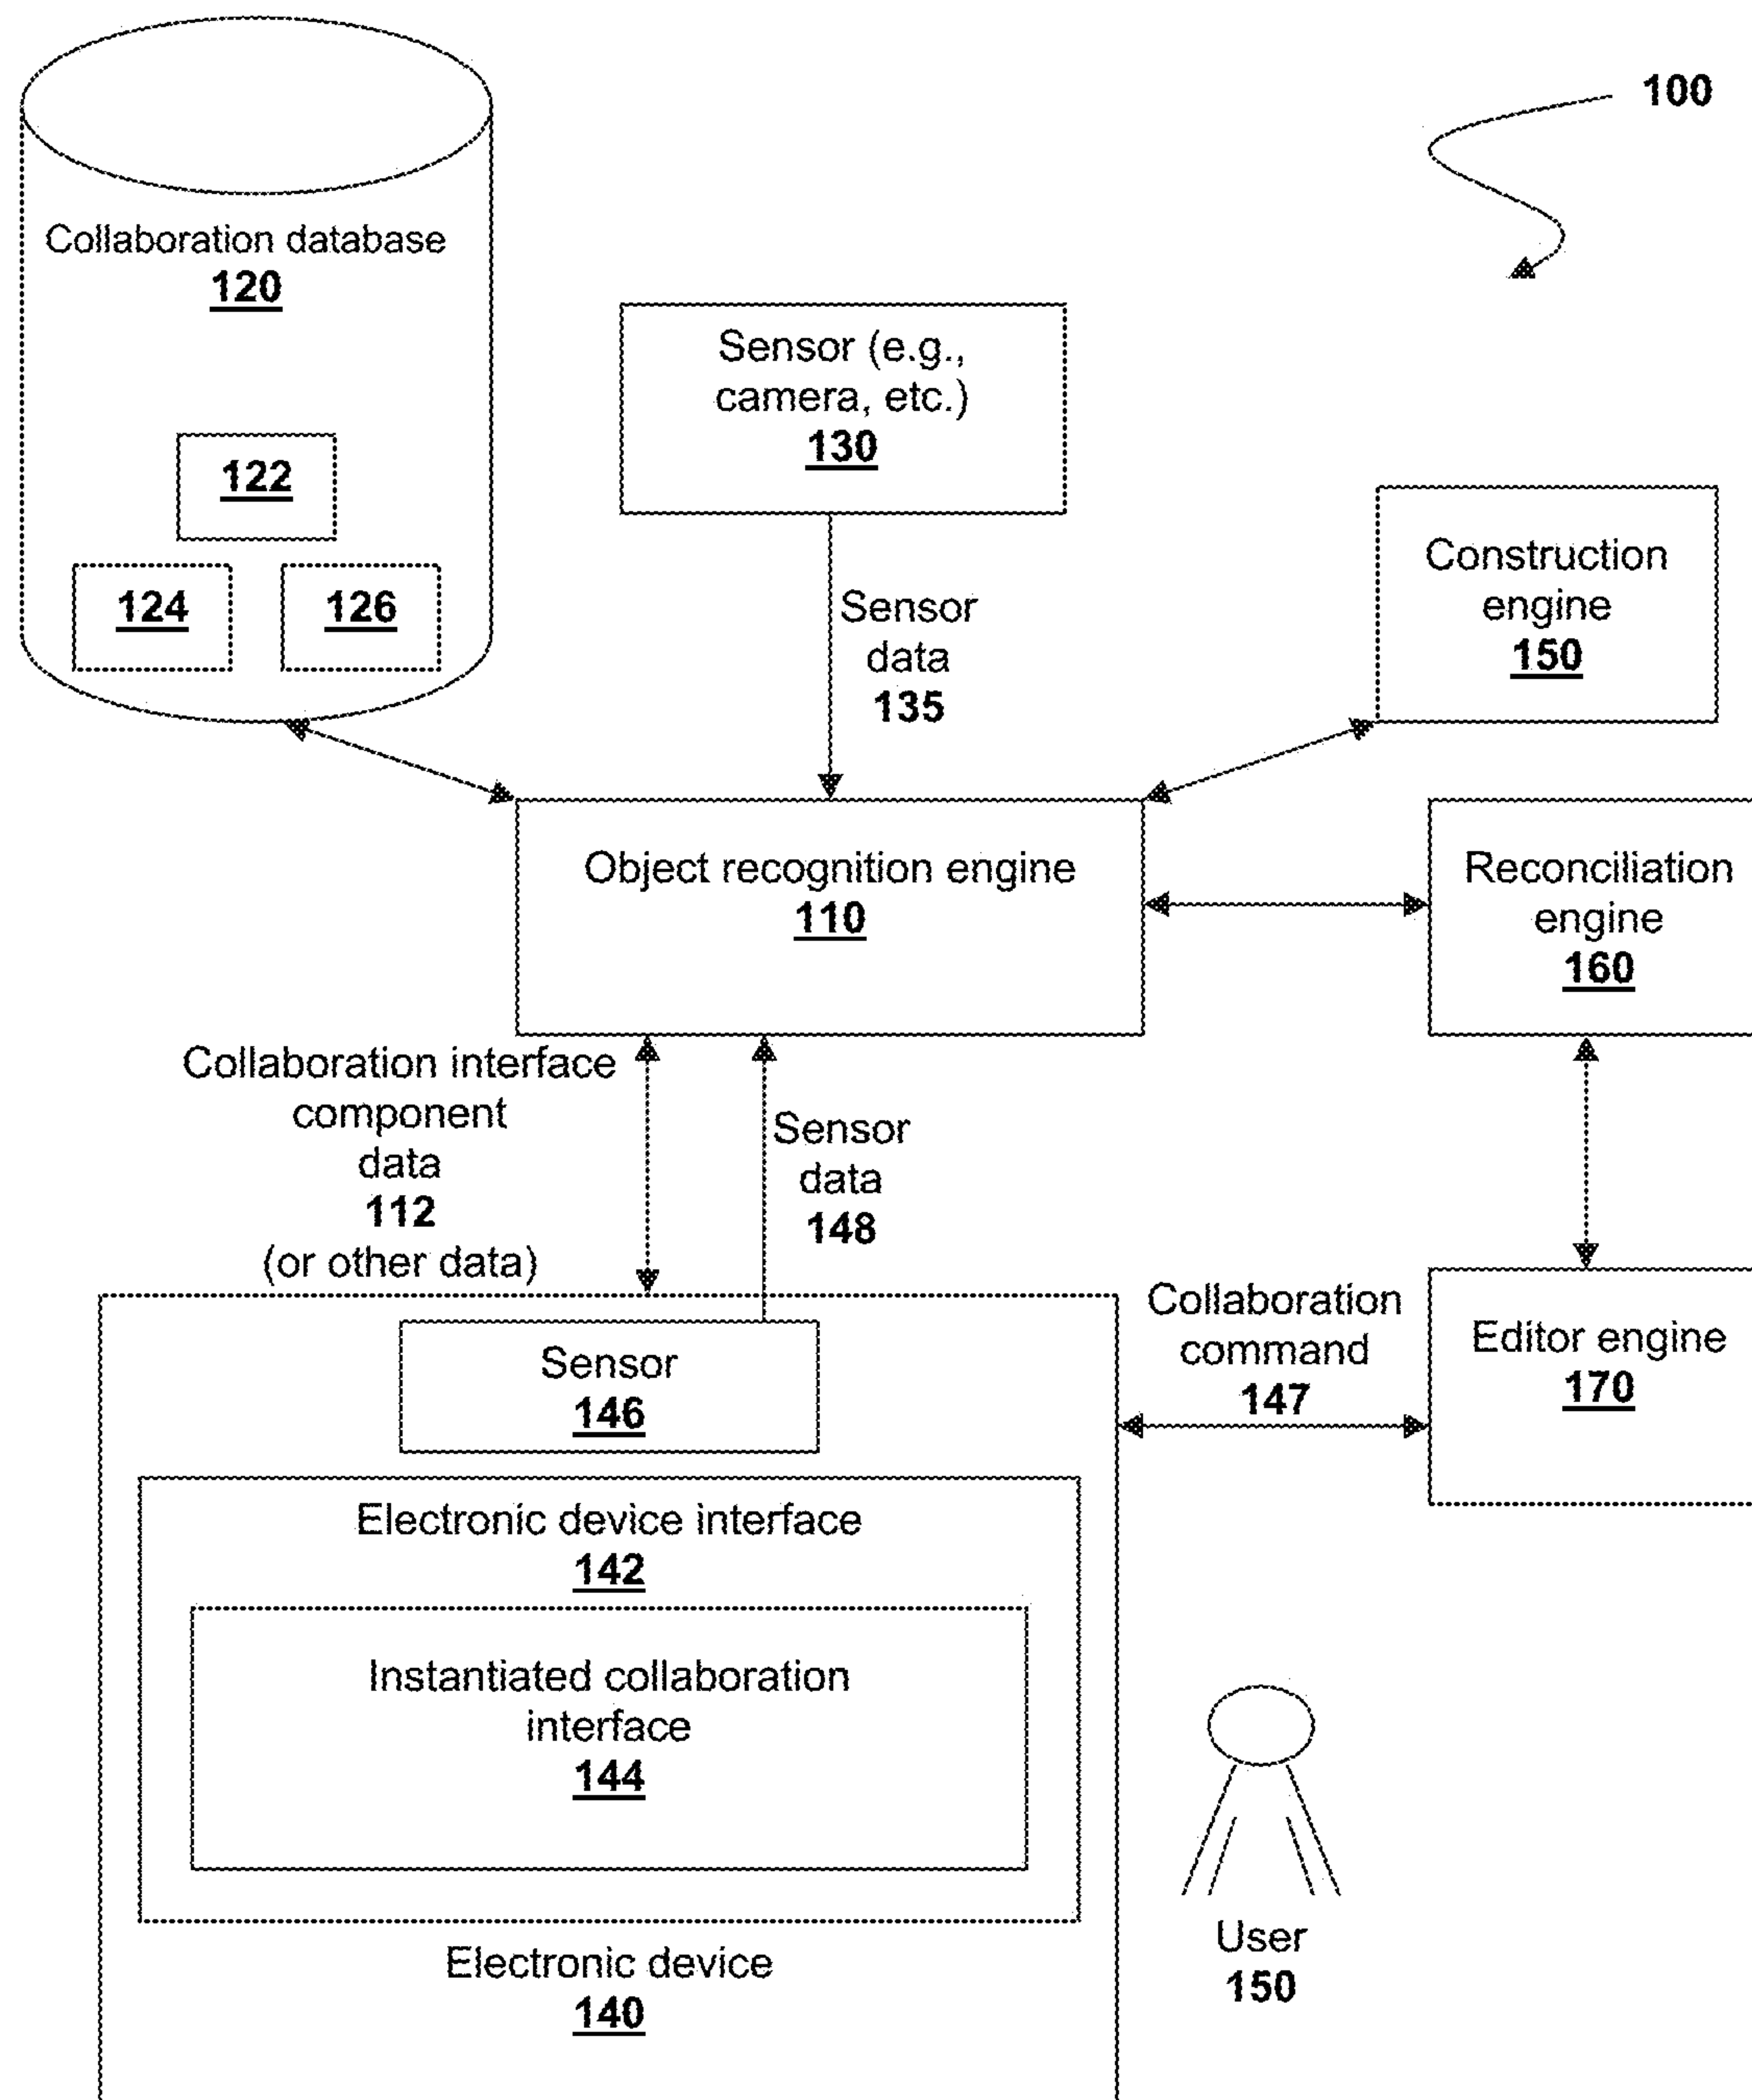 100
Collaboration database
120
122
124
126
Sensor (e.g.,
camera, etc.)
130
Sensor
data
135
Construction
engine
150
Object recognition engine
110
Reconciliation
engine
160
Collaboration interface
component
data
112
(or other data)
Sensor
data
148
Collaboration
command
147
Editor engine
170
Sensor
146
Electronic device interface
142
Instantiated collaboration
interface
144
Electronic device
140
User
150